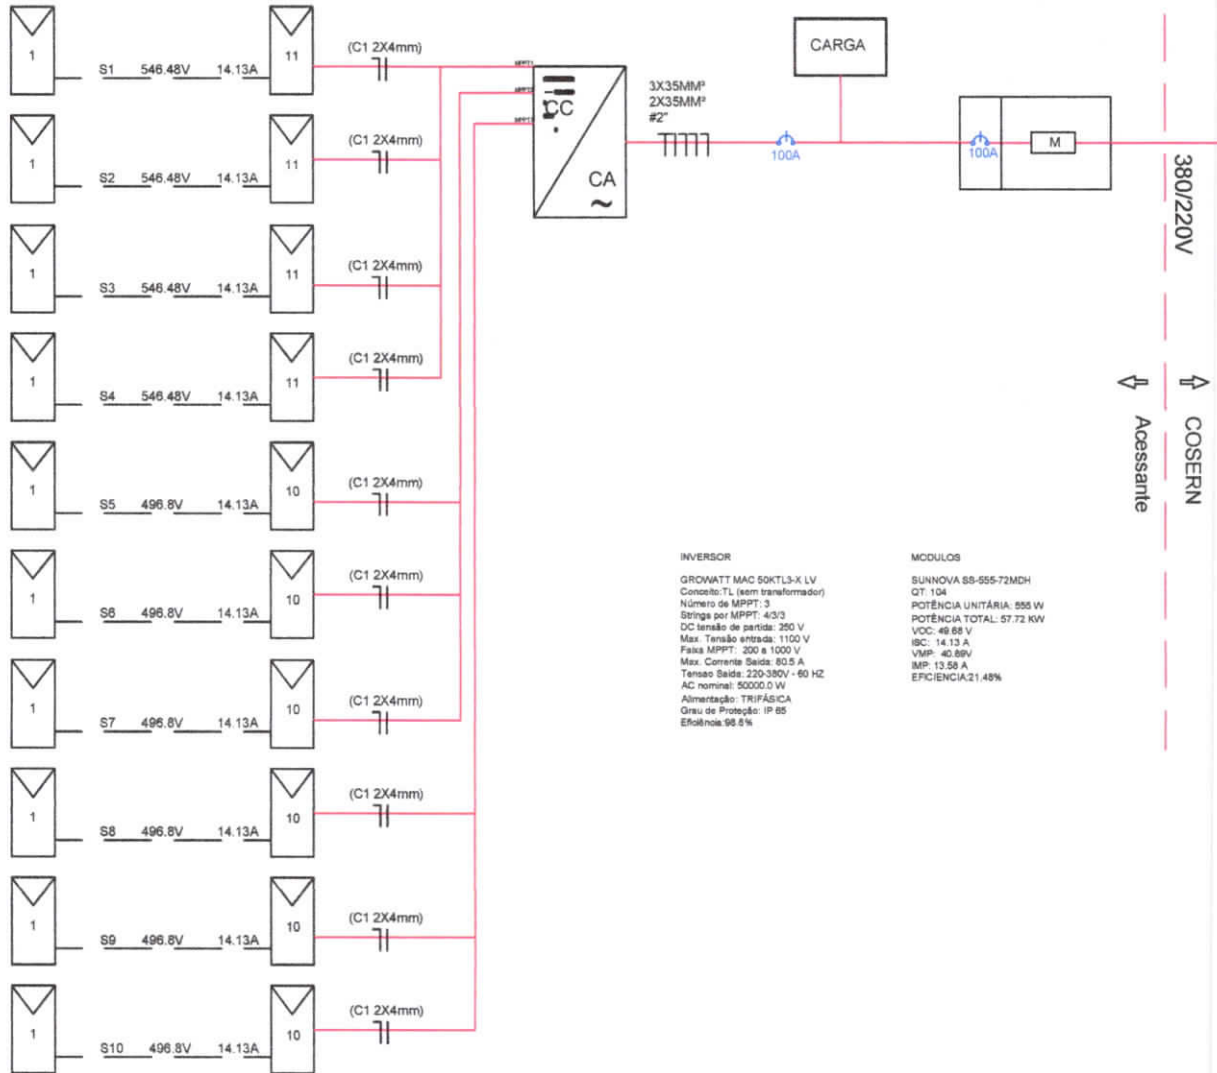 1 S1 546.48V 14.13A 11 (C1 2X4mm)
1 S2 546.48V 14.13A 11 (C1 2X4mm)
1 S3 546.48V 14.13A 11 (C1 2X4mm)
1 S4 546.48V 14.13A 11 (C1 2X4mm)
1 S5 496.8V 14.13A 10 (C1 2X4mm)
1 S6 496.8V 14.13A 10 (C1 2X4mm)
1 S7 496.8V 14.13A 10 (C1 2X4mm)
1 S8 496.8V 14.13A 10 (C1 2X4mm)
1 S9 496.8V 14.13A 10 (C1 2X4mm)
1 S10 496.8V 14.13A 10 (C1 2X4mm)
MPPT1
CC
CA
~
3X35MM²
2X35MM²
#2"
100A
CARGA
100A
M
380/220V
COSERN
Acessante
INVERSOR
GROWATT MAC 50KTL3-X LV
Conceito:TL (sem transformador)
Número de MPPT: 3
Strings por MPPT: 4/3/3
DC tensão de partida: 250 V
Max. Tensão entrada: 1100 V
Faixa MPPT: 200 a 1000 V
Max. Corrente Saida: 80.5 A
Tensao Saida: 220-380V - 60 HZ
AC nominal: 50000.0 W
Alimentação: TRIFÁSICA
Grau de Proteção: IP 65
Eficiência:98.8%
MODULOS
SUNNOVA SS-555-72MDH
QT: 104
POTÊNCIA UNITÁRIA: 555 W
POTÊNCIA TOTAL: 57.72 KW
VOC: 49.68 V
ISC: 14.13 A
VMP: 40.89V
IMP: 13.58 A
EFICIENCIA:21,48%